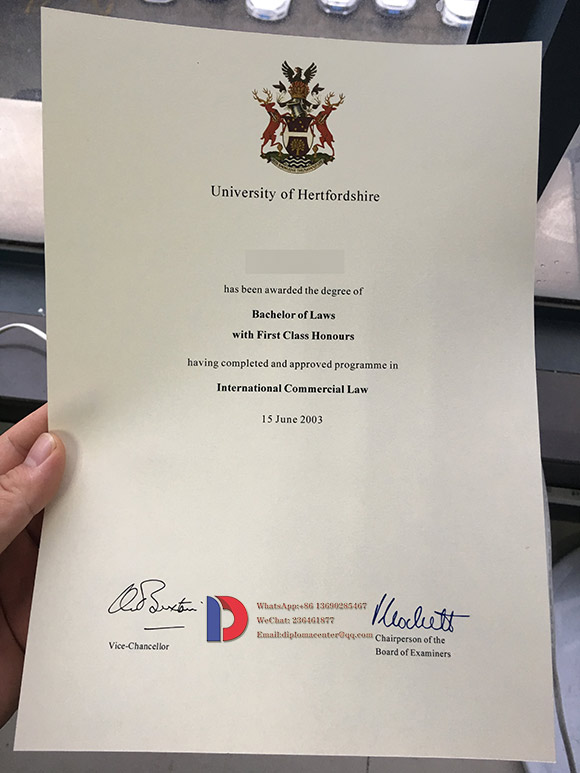 University of Hertfordshire
has been awarded the degree of
Bachelor of Laws
with First Class Honours
having completed and approved programme in
International Commercial Law
15 June 2003
WhatsApp:+86 13690285467
WeChat: 236461877
Email:diplomacenter@qq.com
Vice-Chancellor
Chairperson of the
Board of Examiners